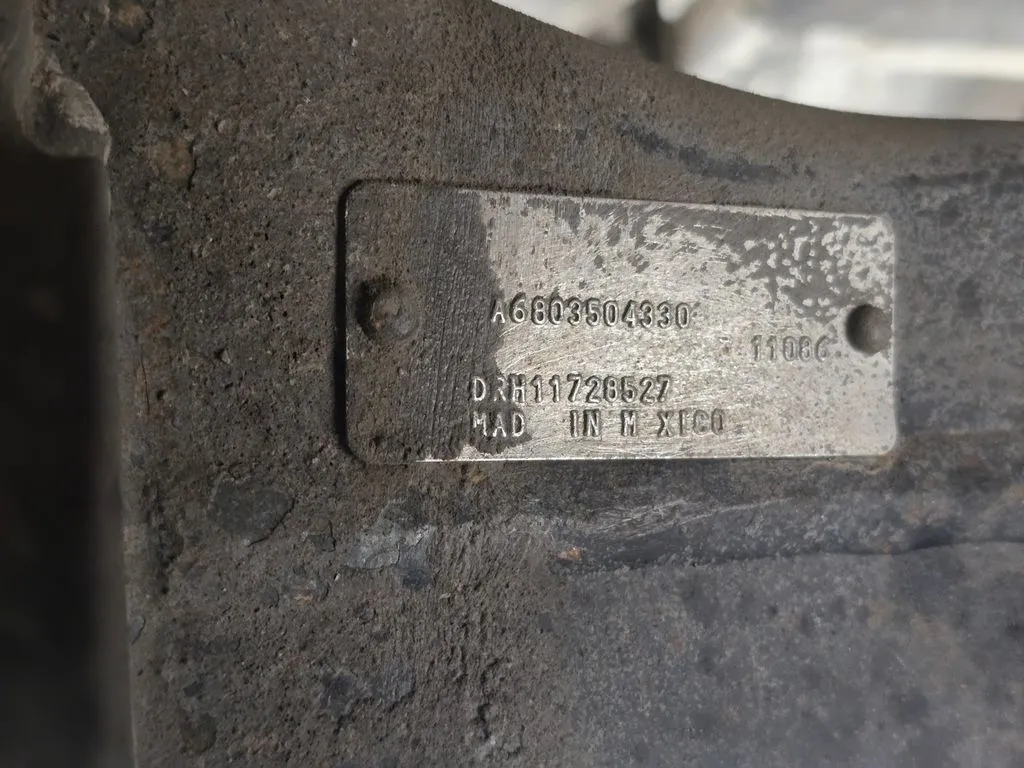 A6803504330
11086
DRH11728527
MAD IN M XICO